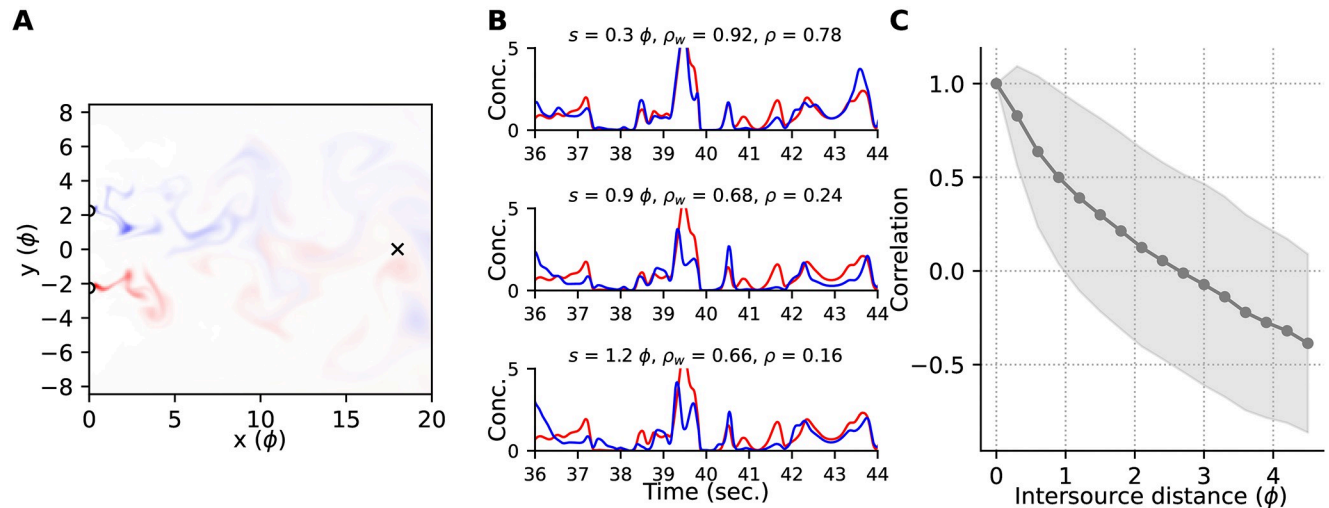 A
8
6
4
2
0
−2
−4
−6
−8
y (ϕ)
0 5 10 15 20
x (ϕ)
B
s = 0.3 ϕ, ρw = 0.92, ρ = 0.78
5
0
Conc.
36 37 38 39 40 41 42 43 44
s = 0.9 ϕ, ρw = 0.68, ρ = 0.24
5
0
Conc.
36 37 38 39 40 41 42 43 44
s = 1.2 ϕ, ρw = 0.66, ρ = 0.16
5
0
Conc.
36 37 38 39 40 41 42 43 44
Time (sec.)
C
1.0
0.5
0.0
−0.5
Correlation
0 1 2 3 4
Intersource distance (ϕ)